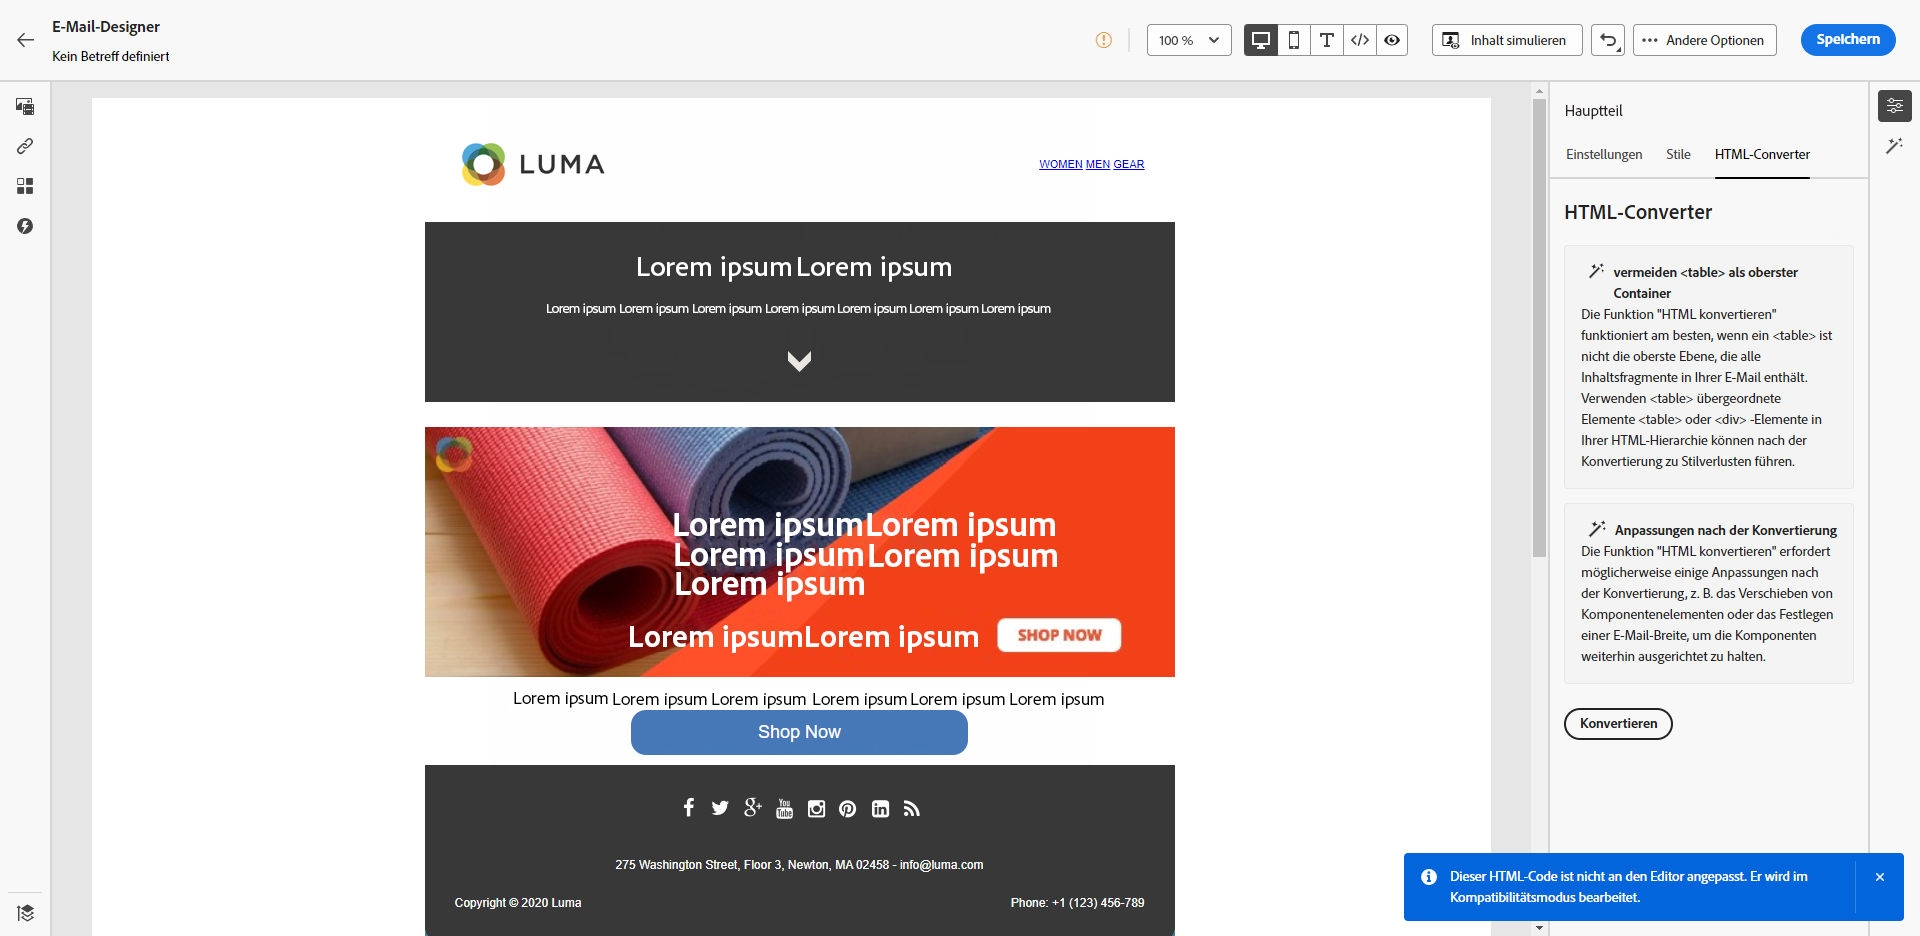 E-Mail-Designer
Kein Betreff definiert
100 %
Inhalt simulieren
Andere Optionen
Speichern
LUMA
WOMEN MEN GEAR
Lorem ipsum Lorem ipsum
Lorem ipsum Lorem ipsum Lorem ipsum Lorem ipsum Lorem ipsum Lorem ipsum Lorem ipsum
Lorem ipsumLorem ipsum
Lorem ipsum Lorem ipsum
Lorem ipsum
Lorem ipsumLorem ipsum
SHOP NOW
Lorem ipsum Lorem ipsum Lorem ipsum Lorem ipsum Lorem ipsum Lorem ipsum
Shop Now
You
Tube
275 Washington Street, Floor 3, Newton, MA 02458 - info@luma.com
Copyright © 2020 Luma
Phone: +1 (123) 456-789
Hauptteil
Einstellungen
Stile
HTML-Converter
HTML-Converter
vermeiden <table> als oberster
Container
Die Funktion "HTML konvertieren"
funktioniert am besten, wenn ein <table> ist
nicht die oberste Ebene, die alle
Inhaltsfragmente in Ihrer E-Mail enthält.
Verwenden <table> übergeordnete
Elemente <table> oder <div> -Elemente in
Ihrer HTML-Hierarchie können nach der
Konvertierung zu Stilverlusten führen.
Anpassungen nach der Konvertierung
Die Funktion "HTML konvertieren" erfordert
möglicherweise einige Anpassungen nach
der Konvertierung, z. B. das Verschieben von
Komponentenelementen oder das Festlegen
einer E-Mail-Breite, um die Komponenten
weiterhin ausgerichtet zu halten.
Konvertieren
Dieser HTML-Code ist nicht an den Editor angepasst. Er wird im
Kompatibilitätsmodus bearbeitet.